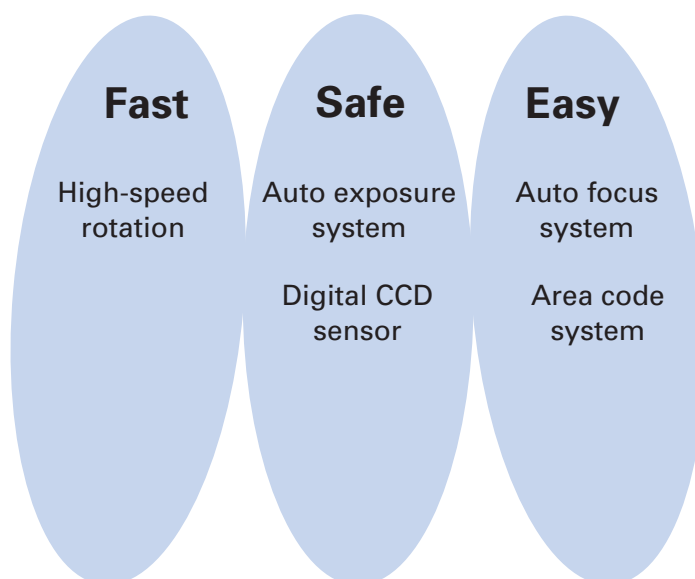 Fast
High-speed
rotation
Safe
Auto exposure
system
Digital CCD
sensor
Easy
Auto focus
system
Area code
system